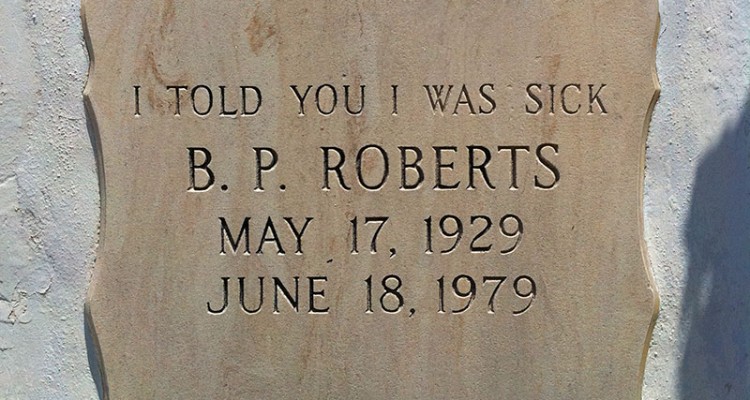 I TOLD YOU I WAS SICK
B. P. ROBERTS
MAY 17, 1929
JUNE 18, 1979